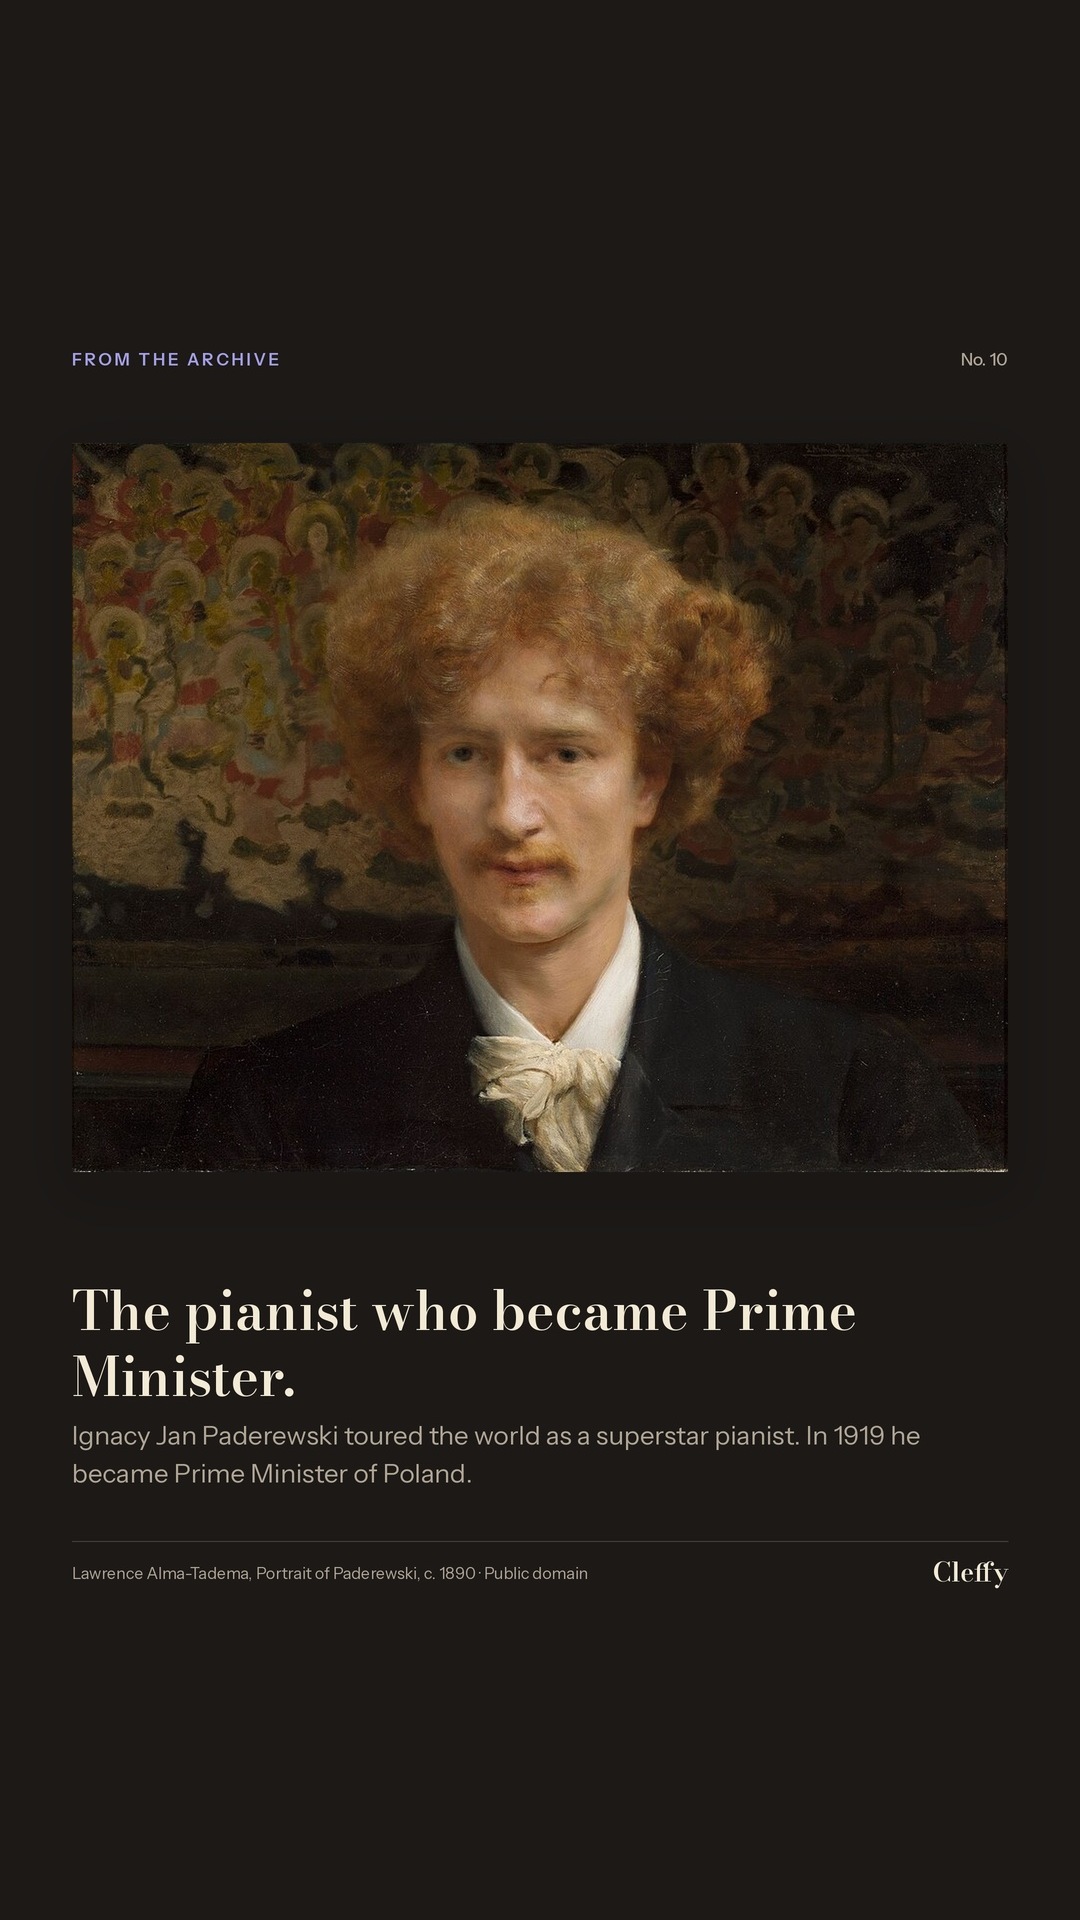 FROM THE ARCHIVE
No. 10
The pianist who became Prime
Minister.
Ignacy Jan Paderewski toured the world as a superstar pianist. In 1919 he
became Prime Minister of Poland.
Lawrence Alma-Tadema, Portrait of Paderewski, c. 1890 · Public domain
Cleffy